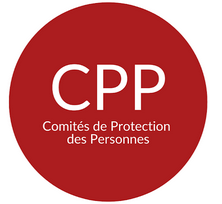 CPP
Comités de Protection
des Personnes